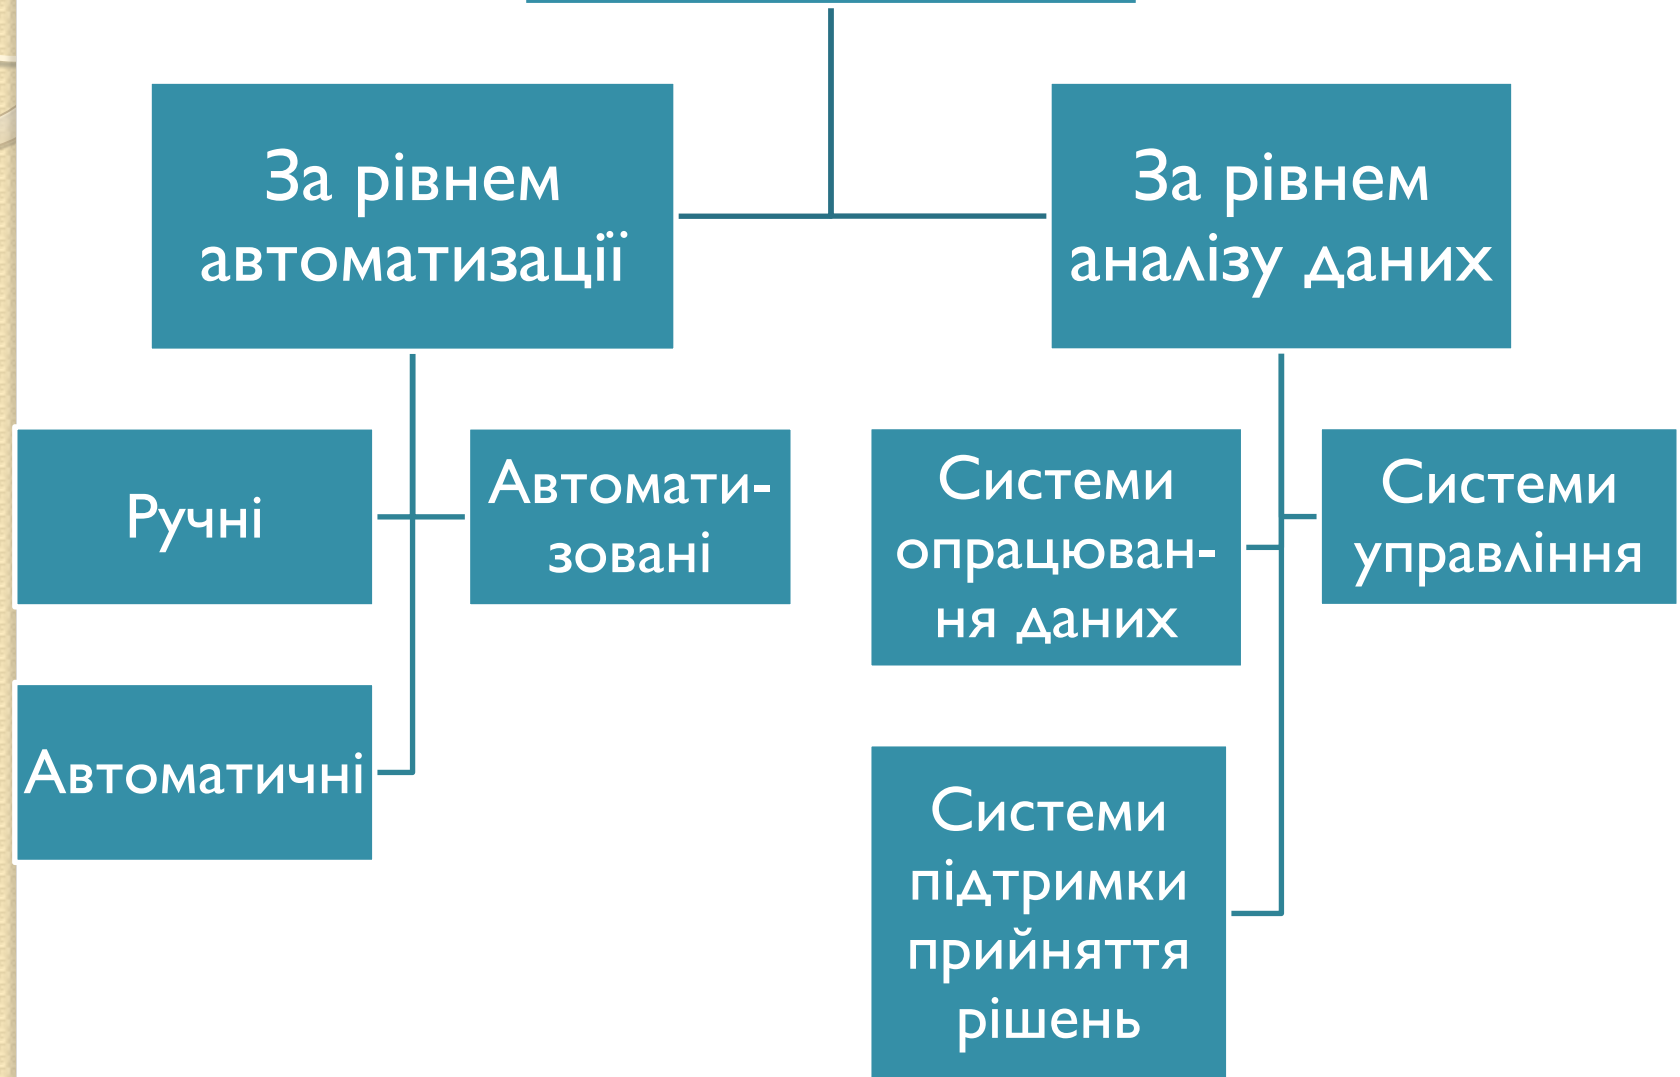 За рівнем
автоматизації
За рівнем
аналізу даних
Ручні
Автомати-
зовані
Автоматичні
Системи
опрацюван-
ня даних
Системи
управління
Системи
підтримки
прийняття
рішень